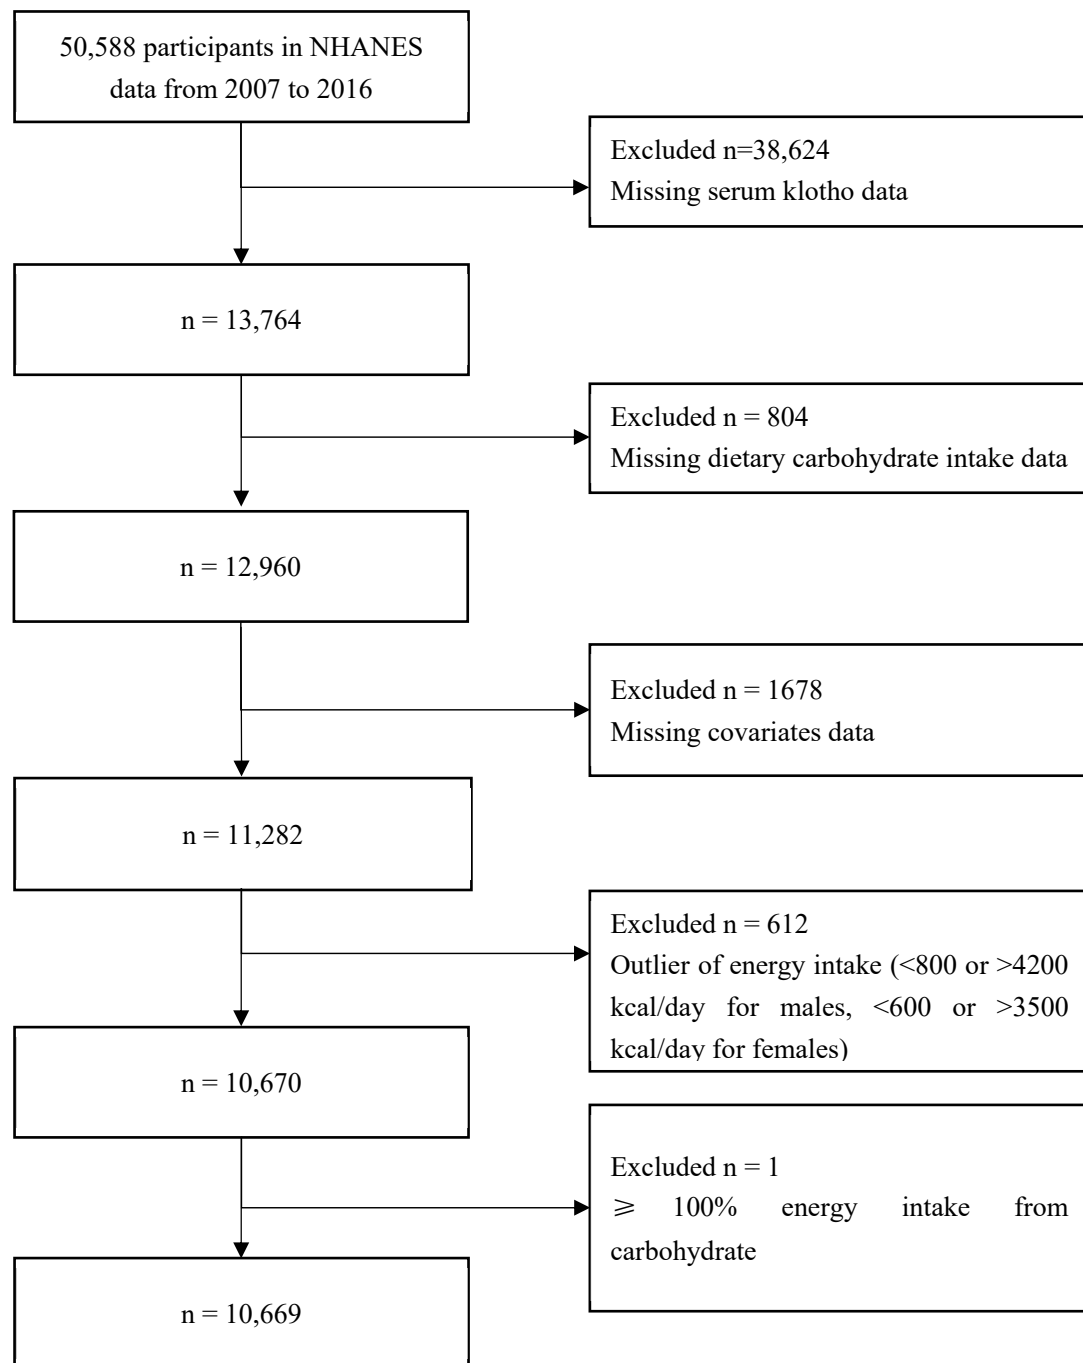 50,588 participants in NHANES
data from 2007 to 2016
Excluded n=38,624
Missing serum klotho data
n = 13,764
Excluded n = 804
Missing dietary carbohydrate intake data
n = 12,960
Excluded n = 1678
Missing covariates data
n = 11,282
Excluded n = 612
Outlier of energy intake (<800 or >4200
kcal/day for males, <600 or >3500
kcal/day for females)
n = 10,670
Excluded n = 1
⩾ 100% energy intake from
carbohydrate
n = 10,669